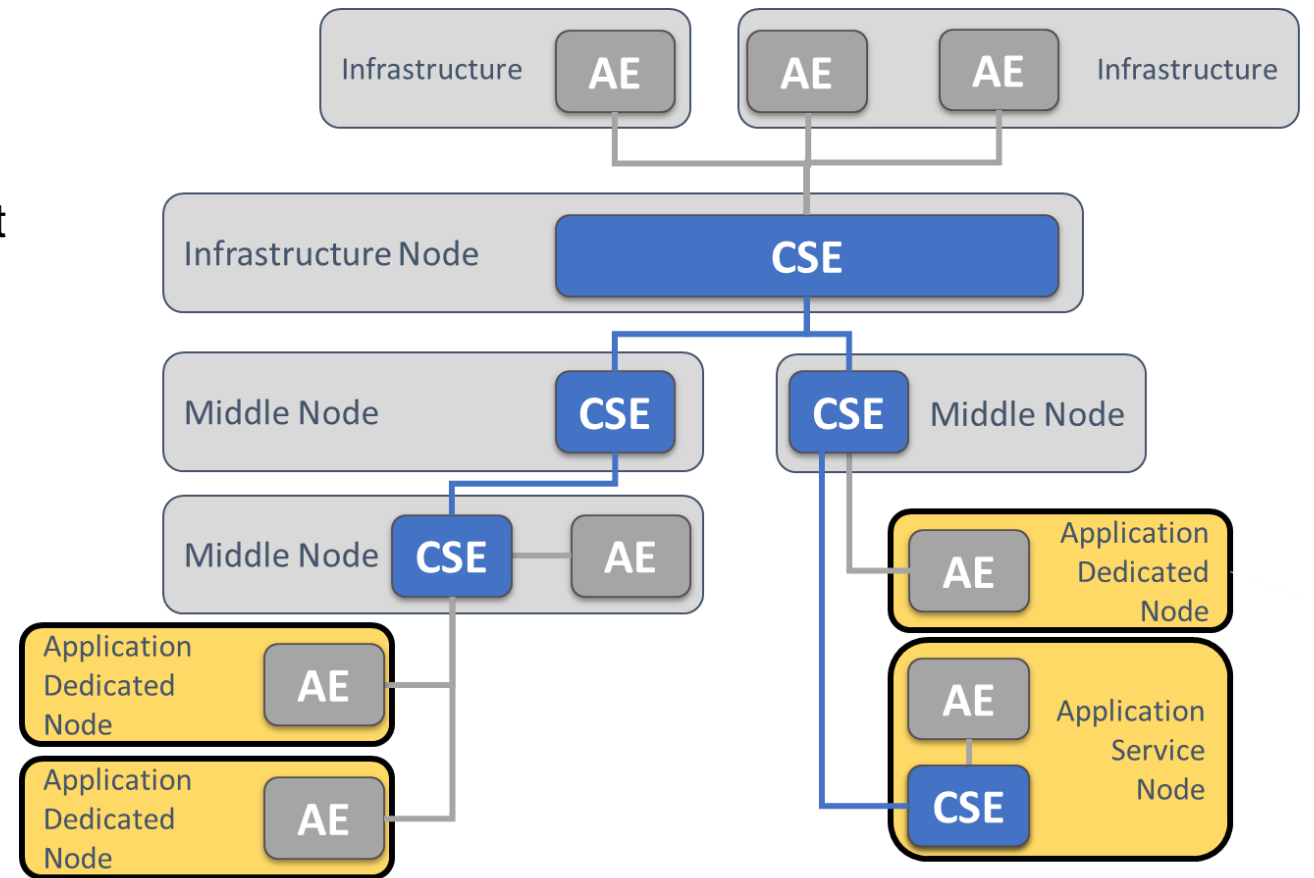 Infrastructure
AE
AE
AE
Infrastructure
t
Infrastructure Node
CSE
Middle Node
CSE
CSE
Middle Node
Middle Node
CSE
AE
AE
Application
Dedicated
Node
Application
Dedicated
Node
AE
AE
Application
Service
Node
CSE
Application
Dedicated
Node
AE